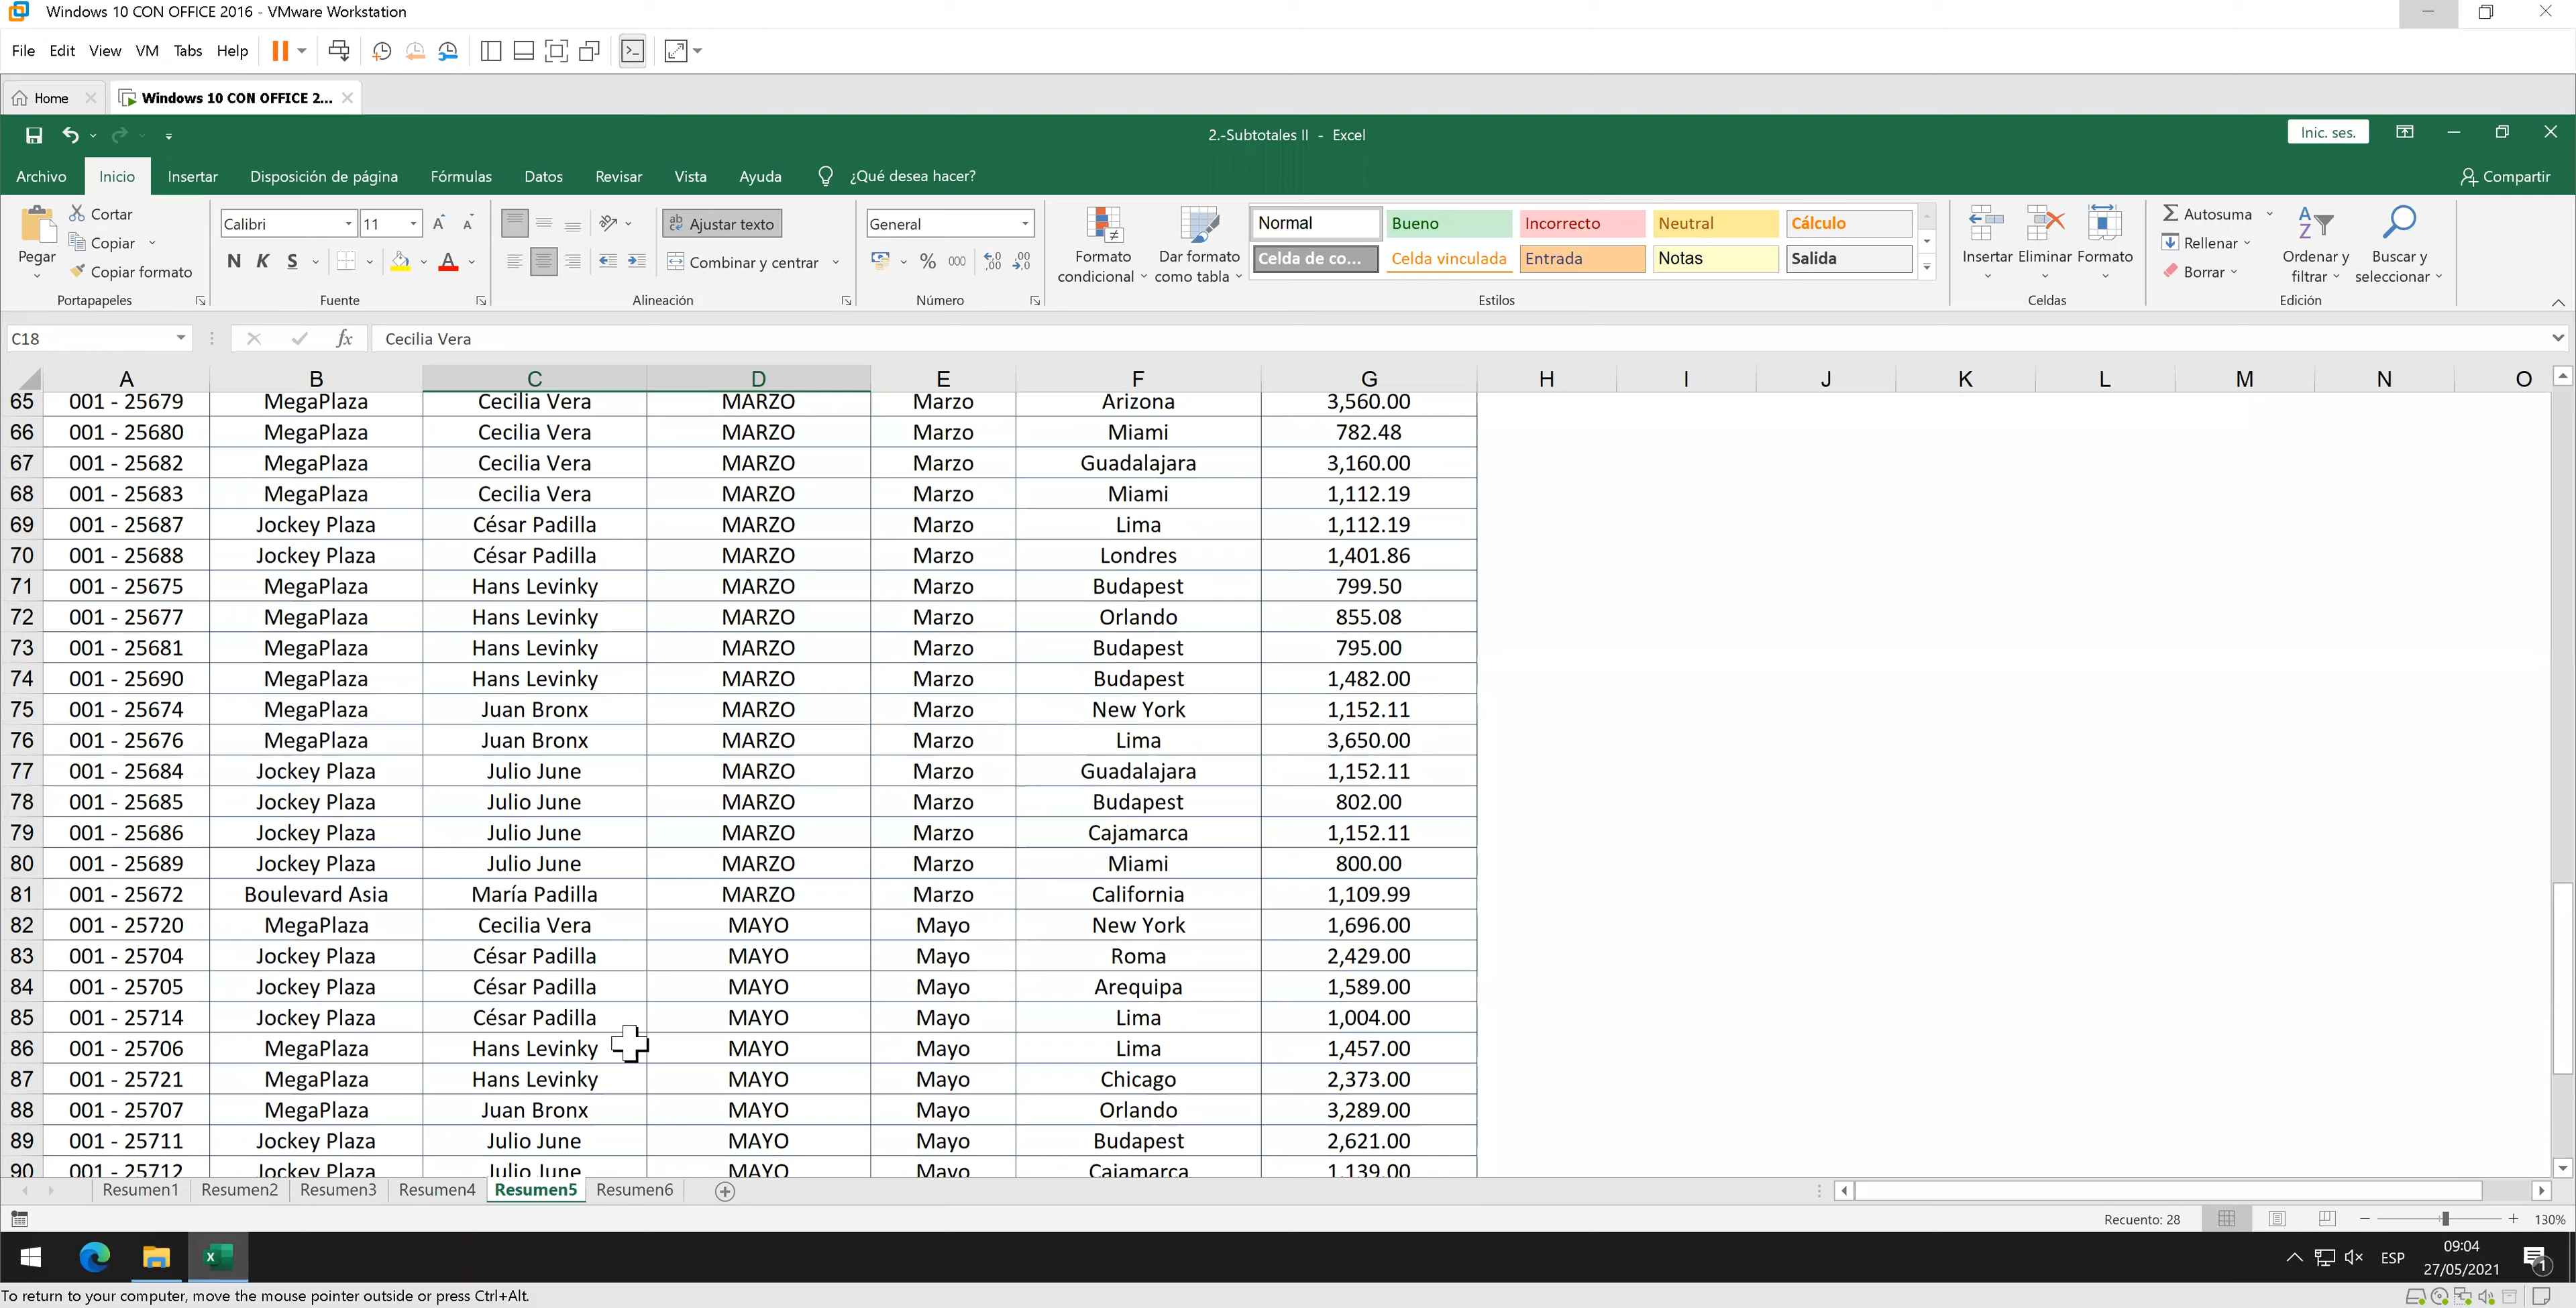 Windows 10 CON OFFICE 2016 - VMware Workstation
File Edit View VM Tabs Help
Home Windows 10 CON OFFICE 2...
2.-Subtotales II - Excel Inic. ses.
Archivo Inicio Insertar Disposición de página Fórmulas Datos Revisar Vista Ayuda ¿Qué desea hacer? Compartir
Pegar Cortar Copiar Copiar formato
Calibri 11
N K S
Ajustar texto
Combinar y centrar
General
% 000
Formato condicional
Dar formato como tabla
Normal Bueno Incorrecto Neutral Cálculo
Celda de co... Celda vinculada Entrada Notas Salida
Insertar Eliminar Formato
Autosuma
Rellenar
Borrar
Ordenar y filtrar
Buscar y seleccionar
Portapapeles Fuente Alineación Número Estilos Celdas Edición
C18 fx Cecilia Vera
A B C D E F G H I J K L M N O
65 001 - 25679 MegaPlaza Cecilia Vera MARZO Marzo Arizona 3,560.00
66 001 - 25680 MegaPlaza Cecilia Vera MARZO Marzo Miami 782.48
67 001 - 25682 MegaPlaza Cecilia Vera MARZO Marzo Guadalajara 3,160.00
68 001 - 25683 MegaPlaza Cecilia Vera MARZO Marzo Miami 1,112.19
69 001 - 25687 Jockey Plaza César Padilla MARZO Marzo Lima 1,112.19
70 001 - 25688 Jockey Plaza César Padilla MARZO Marzo Londres 1,401.86
71 001 - 25675 MegaPlaza Hans Levinky MARZO Marzo Budapest 799.50
72 001 - 25677 MegaPlaza Hans Levinky MARZO Marzo Orlando 855.08
73 001 - 25681 MegaPlaza Hans Levinky MARZO Marzo Budapest 795.00
74 001 - 25690 MegaPlaza Hans Levinky MARZO Marzo Budapest 1,482.00
75 001 - 25674 MegaPlaza Juan Bronx MARZO Marzo New York 1,152.11
76 001 - 25676 MegaPlaza Juan Bronx MARZO Marzo Lima 3,650.00
77 001 - 25684 Jockey Plaza Julio June MARZO Marzo Guadalajara 1,152.11
78 001 - 25685 Jockey Plaza Julio June MARZO Marzo Budapest 802.00
79 001 - 25686 Jockey Plaza Julio June MARZO Marzo Cajamarca 1,152.11
80 001 - 25689 Jockey Plaza Julio June MARZO Marzo Miami 800.00
81 001 - 25672 Boulevard Asia María Padilla MARZO Marzo California 1,109.99
82 001 - 25720 MegaPlaza Cecilia Vera MAYO Mayo New York 1,696.00
83 001 - 25704 Jockey Plaza César Padilla MAYO Mayo Roma 2,429.00
84 001 - 25705 Jockey Plaza César Padilla MAYO Mayo Arequipa 1,589.00
85 001 - 25714 Jockey Plaza César Padilla MAYO Mayo Lima 1,004.00
86 001 - 25706 MegaPlaza Hans Levinky MAYO Mayo Lima 1,457.00
87 001 - 25721 MegaPlaza Hans Levinky MAYO Mayo Chicago 2,373.00
88 001 - 25707 MegaPlaza Juan Bronx MAYO Mayo Orlando 3,289.00
89 001 - 25711 Jockey Plaza Julio June MAYO Mayo Budapest 2,621.00
90 001 - 25712 Jockey Plaza Julio June MAYO Mayo Cajamarca 1,139.00
Resumen1 Resumen2 Resumen3 Resumen4 Resumen5 Resumen6
Recuento: 28 130%
ESP 09:04
27/05/2021 1
To return to your computer, move the mouse pointer outside or press Ctrl+Alt.